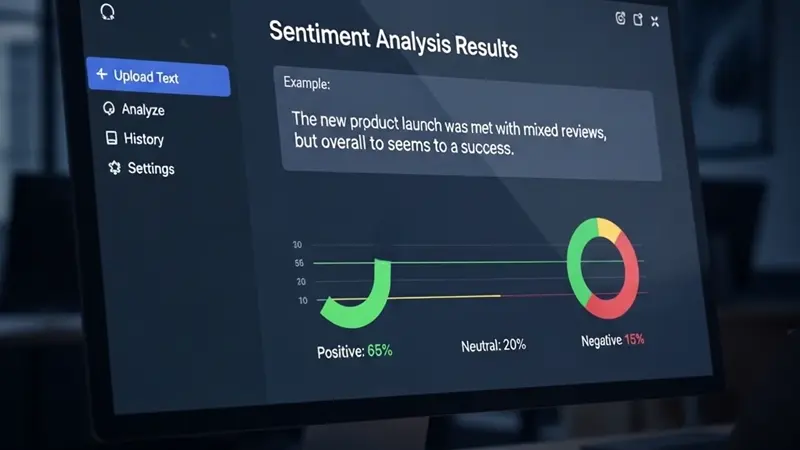 Sentiment Analysis Results
+ Upload Text
Analyze
History
Settings
Example:
The new product launch was met with mixed reviews,
but overall to seems to a success.
30
55
20
10
Positive: 65%
Neutral: 20%
Negative 15%